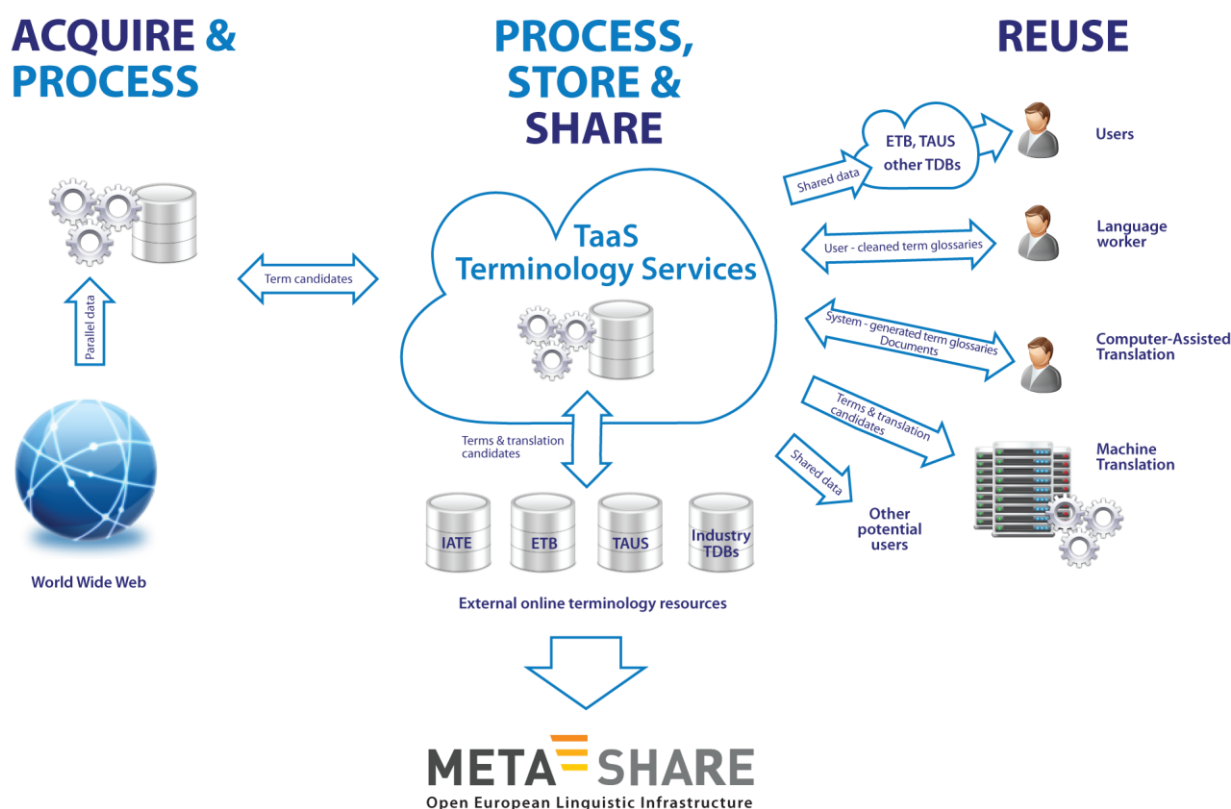 ACQUIRE &
PROCESS
PROCESS,
STORE &
SHARE
REUSE
Parallel data
World Wide Web
Term candidates
TaaS
Terminology Services
Terms & translation
candidates
IATE
ETB
TAUS
Industry
TDBs
External online terminology resources
META SHARE
Open European Linguistic Infrastructure
Shared data
ETB, TAUS
other TDBs
Users
User - cleaned term glossaries
Language
worker
System - generated term glossaries
Documents
Computer-Assisted
Translation
Terms & translation
candidates
Machine
Translation
Shared data
Other
potential
users